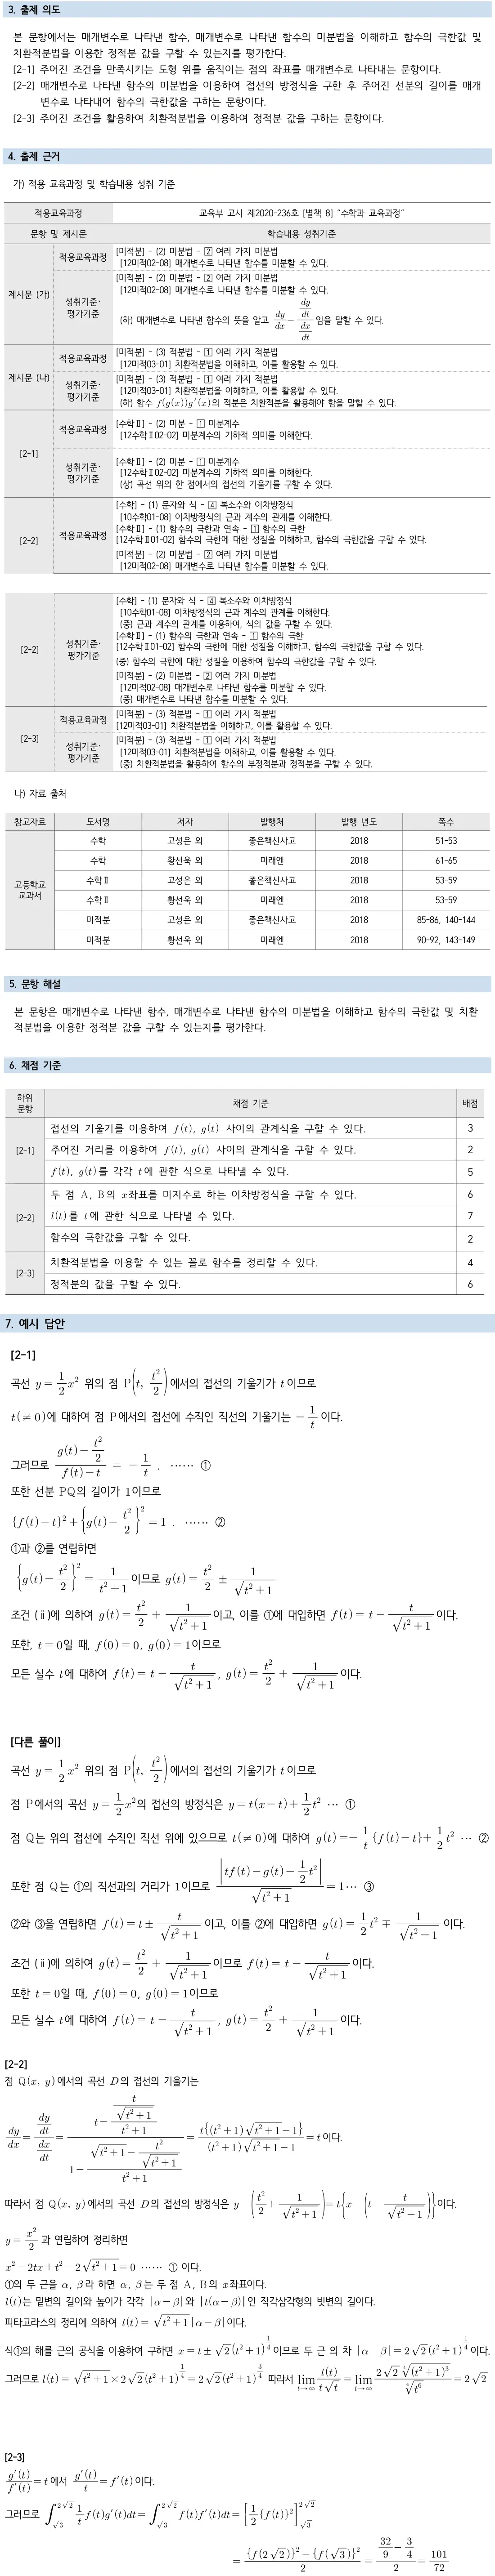 3. 출제 의도
본 문항에서는 매개변수로 나타낸 함수, 매개변수로 나타낸 함수의 미분법을 이해하고 함수의 극한값 및
치환적분법을 이용한 정적분 값을 구할 수 있는지를 평가한다.
[2-1] 주어진 조건을 만족시키는 도형 위를 움직이는 점의 좌표를 매개변수로 나타내는 문항이다.
[2-2] 매개변수로 나타낸 함수의 미분법을 이용하여 접선의 방정식을 구한 후 주어진 선분의 길이를 매개
변수로 나타내어 함수의 극한값을 구하는 문항이다.
[2-3] 주어진 조건을 활용하여 치환적분법을 이용하여 정적분 값을 구하는 문항이다.
4. 출제 근거
가) 적용 교육과정 및 학습내용 성취 기준
적용교육과정 교육부 고시 제2020-236호 [별책 8] "수학과 교육과정"
문항 및 제시문 학습내용 성취기준
제시문 (가) 적용교육과정 [미적분] - (2) 미분법 - ② 여러 가지 미분법
[12미적02-08] 매개변수로 나타낸 함수를 미분할 수 있다.
성취기준·평가기준 [미적분] - (2) 미분법 - ② 여러 가지 미분법
[12미적02-08] 매개변수로 나타낸 함수를 미분할 수 있다.
(하) 매개변수로 나타낸 함수의 뜻을 알고 dy/dx = (dy/dt)/(dx/dt) 임을 말할 수 있다.
제시문 (나) 적용교육과정 [미적분] - (3) 적분법 - ① 여러 가지 적분법
[12미적03-01] 치환적분법을 이해하고, 이를 활용할 수 있다.
성취기준·평가기준 [미적분] - (3) 적분법 - ① 여러 가지 적분법
[12미적03-01] 치환적분법을 이해하고, 이를 활용할 수 있다.
(하) 함수 f(g(x))g′(x)의 적분은 치환적분을 활용해야 함을 말할 수 있다.
[2-1] 적용교육과정 [수학Ⅱ] - (2) 미분 - ① 미분계수
[12수학Ⅱ02-02] 미분계수의 기하적 의미를 이해한다.
성취기준·평가기준 [수학Ⅱ] - (2) 미분 - ① 미분계수
[12수학Ⅱ02-02] 미분계수의 기하적 의미를 이해한다.
(상) 곡선 위의 한 점에서의 접선의 기울기를 구할 수 있다.
[2-2] 적용교육과정 [수학] - (1) 문자와 식 - ④ 복소수와 이차방정식
[10수학01-08] 이차방정식의 근과 계수의 관계를 이해한다.
[수학Ⅱ] - (1) 함수의 극한과 연속 - ① 함수의 극한
[12수학Ⅱ01-02] 함수의 극한에 대한 성질을 이해하고, 함수의 극한값을 구할 수 있다.
[미적분] - (2) 미분법 - ② 여러 가지 미분법
[12미적02-08] 매개변수로 나타낸 함수를 미분할 수 있다.
[2-2] 성취기준·평가기준 [수학] - (1) 문자와 식 - ④ 복소수와 이차방정식
[10수학01-08] 이차방정식의 근과 계수의 관계를 이해한다.
(중) 근과 계수의 관계를 이용하여, 식의 값을 구할 수 있다.
[수학Ⅱ] - (1) 함수의 극한과 연속 - ① 함수의 극한
[12수학Ⅱ01-02] 함수의 극한에 대한 성질을 이해하고, 함수의 극한값을 구할 수 있다.
(중) 함수의 극한에 대한 성질을 이용하여 함수의 극한값을 구할 수 있다.
[미적분] - (2) 미분법 - ② 여러 가지 미분법
[12미적02-08] 매개변수로 나타낸 함수를 미분할 수 있다.
(중) 매개변수로 나타낸 함수를 미분할 수 있다.
[2-3] 적용교육과정 [미적분] - (3) 적분법 - ① 여러 가지 적분법
[12미적03-01] 치환적분법을 이해하고, 이를 활용할 수 있다.
성취기준·평가기준 [미적분] - (3) 적분법 - ① 여러 가지 적분법
[12미적03-01] 치환적분법을 이해하고, 이를 활용할 수 있다.
(중) 치환적분법을 활용하여 함수의 부정적분과 정적분을 구할 수 있다.
나) 자료 출처
참고자료 도서명 저자 발행처 발행 년도 쪽수
고등학교 교과서 수학 고성은 외 좋은책신사고 2018 51-53
수학 황선욱 외 미래엔 2018 61-65
수학Ⅱ 고성은 외 좋은책신사고 2018 53-59
수학Ⅱ 황선욱 외 미래엔 2018 53-59
미적분 고성은 외 좋은책신사고 2018 85-86, 140-144
미적분 황선욱 외 미래엔 2018 90-92, 143-149
5. 문항 해설
본 문항은 매개변수로 나타낸 함수, 매개변수로 나타낸 함수의 미분법을 이해하고 함수의 극한값 및 치환
적분법을 이용한 정적분 값을 구할 수 있는지를 평가한다.
6. 채점 기준
하위 문항 채점 기준 배점
[2-1] 접선의 기울기를 이용하여 f(t), g(t) 사이의 관계식을 구할 수 있다. 3
주어진 거리를 이용하여 f(t), g(t) 사이의 관계식을 구할 수 있다. 2
f(t), g(t)를 각각 t에 관한 식으로 나타낼 수 있다. 5
[2-2] 두 점 A, B의 x좌표를 미지수로 하는 이차방정식을 구할 수 있다. 6
l(t)를 t에 관한 식으로 나타낼 수 있다. 7
함수의 극한값을 구할 수 있다. 2
[2-3] 치환적분법을 이용할 수 있는 꼴로 함수를 정리할 수 있다. 4
정적분의 값을 구할 수 있다. 6
7. 예시 답안
[2-1]
곡선 y = 1/2 x² 위의 점 P(t, t²/2)에서의 접선의 기울기가 t이므로
t(≠0)에 대하여 점 P에서의 접선에 수직인 직선의 기울기는 −1/t 이다.
그러므로 (g(t) − t²/2)/(f(t) − t) = −1/t . ⋯⋯ ①
또한 선분 PQ의 길이가 1이므로
{f(t)−t}² + {g(t) − t²/2}² = 1 . ⋯⋯ ②
①과 ②를 연립하면
{g(t) − t²/2}² = 1/(t²+1) 이므로 g(t) = t²/2 ± 1/√(t²+1)
조건 (ⅱ)에 의하여 g(t) = t²/2 + 1/√(t²+1) 이고, 이를 ①에 대입하면 f(t) = t − t/√(t²+1) 이다.
또한, t=0일 때, f(0)=0, g(0)=1이므로
모든 실수 t에 대하여 f(t) = t − t/√(t²+1) , g(t) = t²/2 + 1/√(t²+1) 이다.
[다른 풀이]
곡선 y = 1/2 x² 위의 점 P(t, t²/2)에서의 접선의 기울기가 t이므로
점 P에서의 곡선 y = 1/2 x²의 접선의 방정식은 y = t(x−t) + 1/2 t² ⋯ ①
점 Q는 위의 접선에 수직인 직선 위에 있으므로 t(≠0)에 대하여 g(t) = −1/t {f(t)−t} + 1/2 t² ⋯ ②
또한 점 Q는 ①의 직선과의 거리가 1이므로 |tf(t) − g(t) − 1/2 t²|/√(t²+1) = 1 ⋯ ③
②와 ③을 연립하면 f(t) = t ± t/√(t²+1) 이고, 이를 ②에 대입하면 g(t) = 1/2 t² ∓ 1/√(t²+1) 이다.
조건 (ⅱ)에 의하여 g(t) = t²/2 + 1/√(t²+1) 이므로 f(t) = t − t/√(t²+1) 이다.
또한 t=0일 때, f(0)=0, g(0)=1이므로
모든 실수 t에 대하여 f(t) = t − t/√(t²+1) , g(t) = t²/2 + 1/√(t²+1) 이다.
[2-2]
점 Q(x, y)에서의 곡선 D의 접선의 기울기는
dy/dx = (dy/dt)/(dx/dt) = (t − (t/√(t²+1))/(t²+1))/(1 − (√(t²+1) − t²/√(t²+1))/(t²+1)) = t{(t²+1)√(t²+1) − 1}/((t²+1)√(t²+1) − 1) = t 이다.
따라서 점 Q(x, y)에서의 곡선 D의 접선의 방정식은 y − (t²/2 + 1/√(t²+1)) = t{x − (t − t/√(t²+1))}이다.
y = x²/2 과 연립하여 정리하면
x² − 2tx + t² − 2√(t²+1) = 0 ⋯⋯ ① 이다.
①의 두 근을 α, β라 하면 α, β는 두 점 A, B의 x좌표이다.
l(t)는 밑변의 길이와 높이가 각각 |α−β|와 |t(α−β)|인 직각삼각형의 빗변의 길이다.
피타고라스의 정리에 의하여 l(t) = √(t²+1) |α−β|이다.
식①의 해를 근의 공식을 이용하여 구하면 x = t ± √2 (t²+1)^(1/4) 이므로 두 근 의 차 |α−β| = 2√2 (t²+1)^(1/4) 이다.
그러므로 l(t) = √(t²+1) × 2√2 (t²+1)^(1/4) = 2√2 (t²+1)^(3/4) 따라서 lim_{t→∞} l(t)/(t√t) = lim_{t→∞} 2√2 ⁴√((t²+1)³)/⁴√(t⁶) = 2√2
[2-3]
g′(t)/f′(t) = t 에서 g′(t)/t = f′(t) 이다.
그러므로 ∫_{√3}^{2√2} 1/t f(t)g′(t)dt = ∫_{√3}^{2√2} f(t)f′(t)dt = [1/2 {f(t)}²]_{√3}^{2√2}
= ({f(2√2)}² − {f(√3)}²)/2 = (32/9 − 3/4)/2 = 101/72